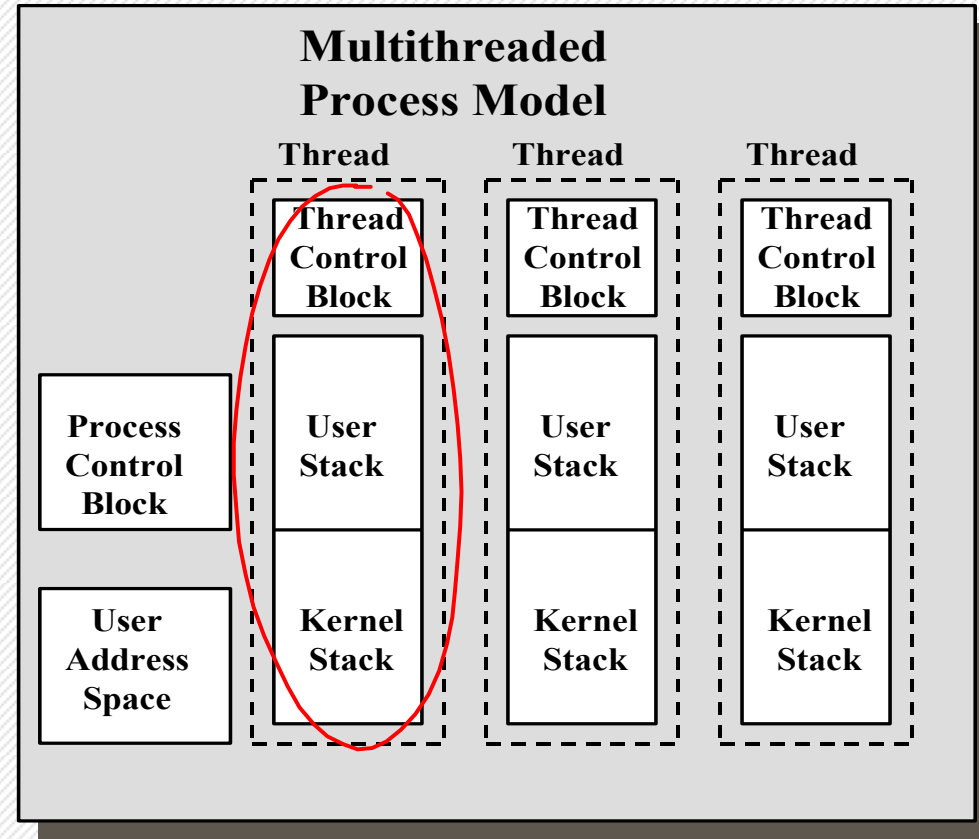 Multithreaded
Process Model
Thread
Thread
Thread
Thread
Control
Block
Thread
Control
Block
Thread
Control
Block
Process
Control
Block
User
Stack
User
Stack
User
Stack
User
Address
Space
Kernel
Stack
Kernel
Stack
Kernel
Stack